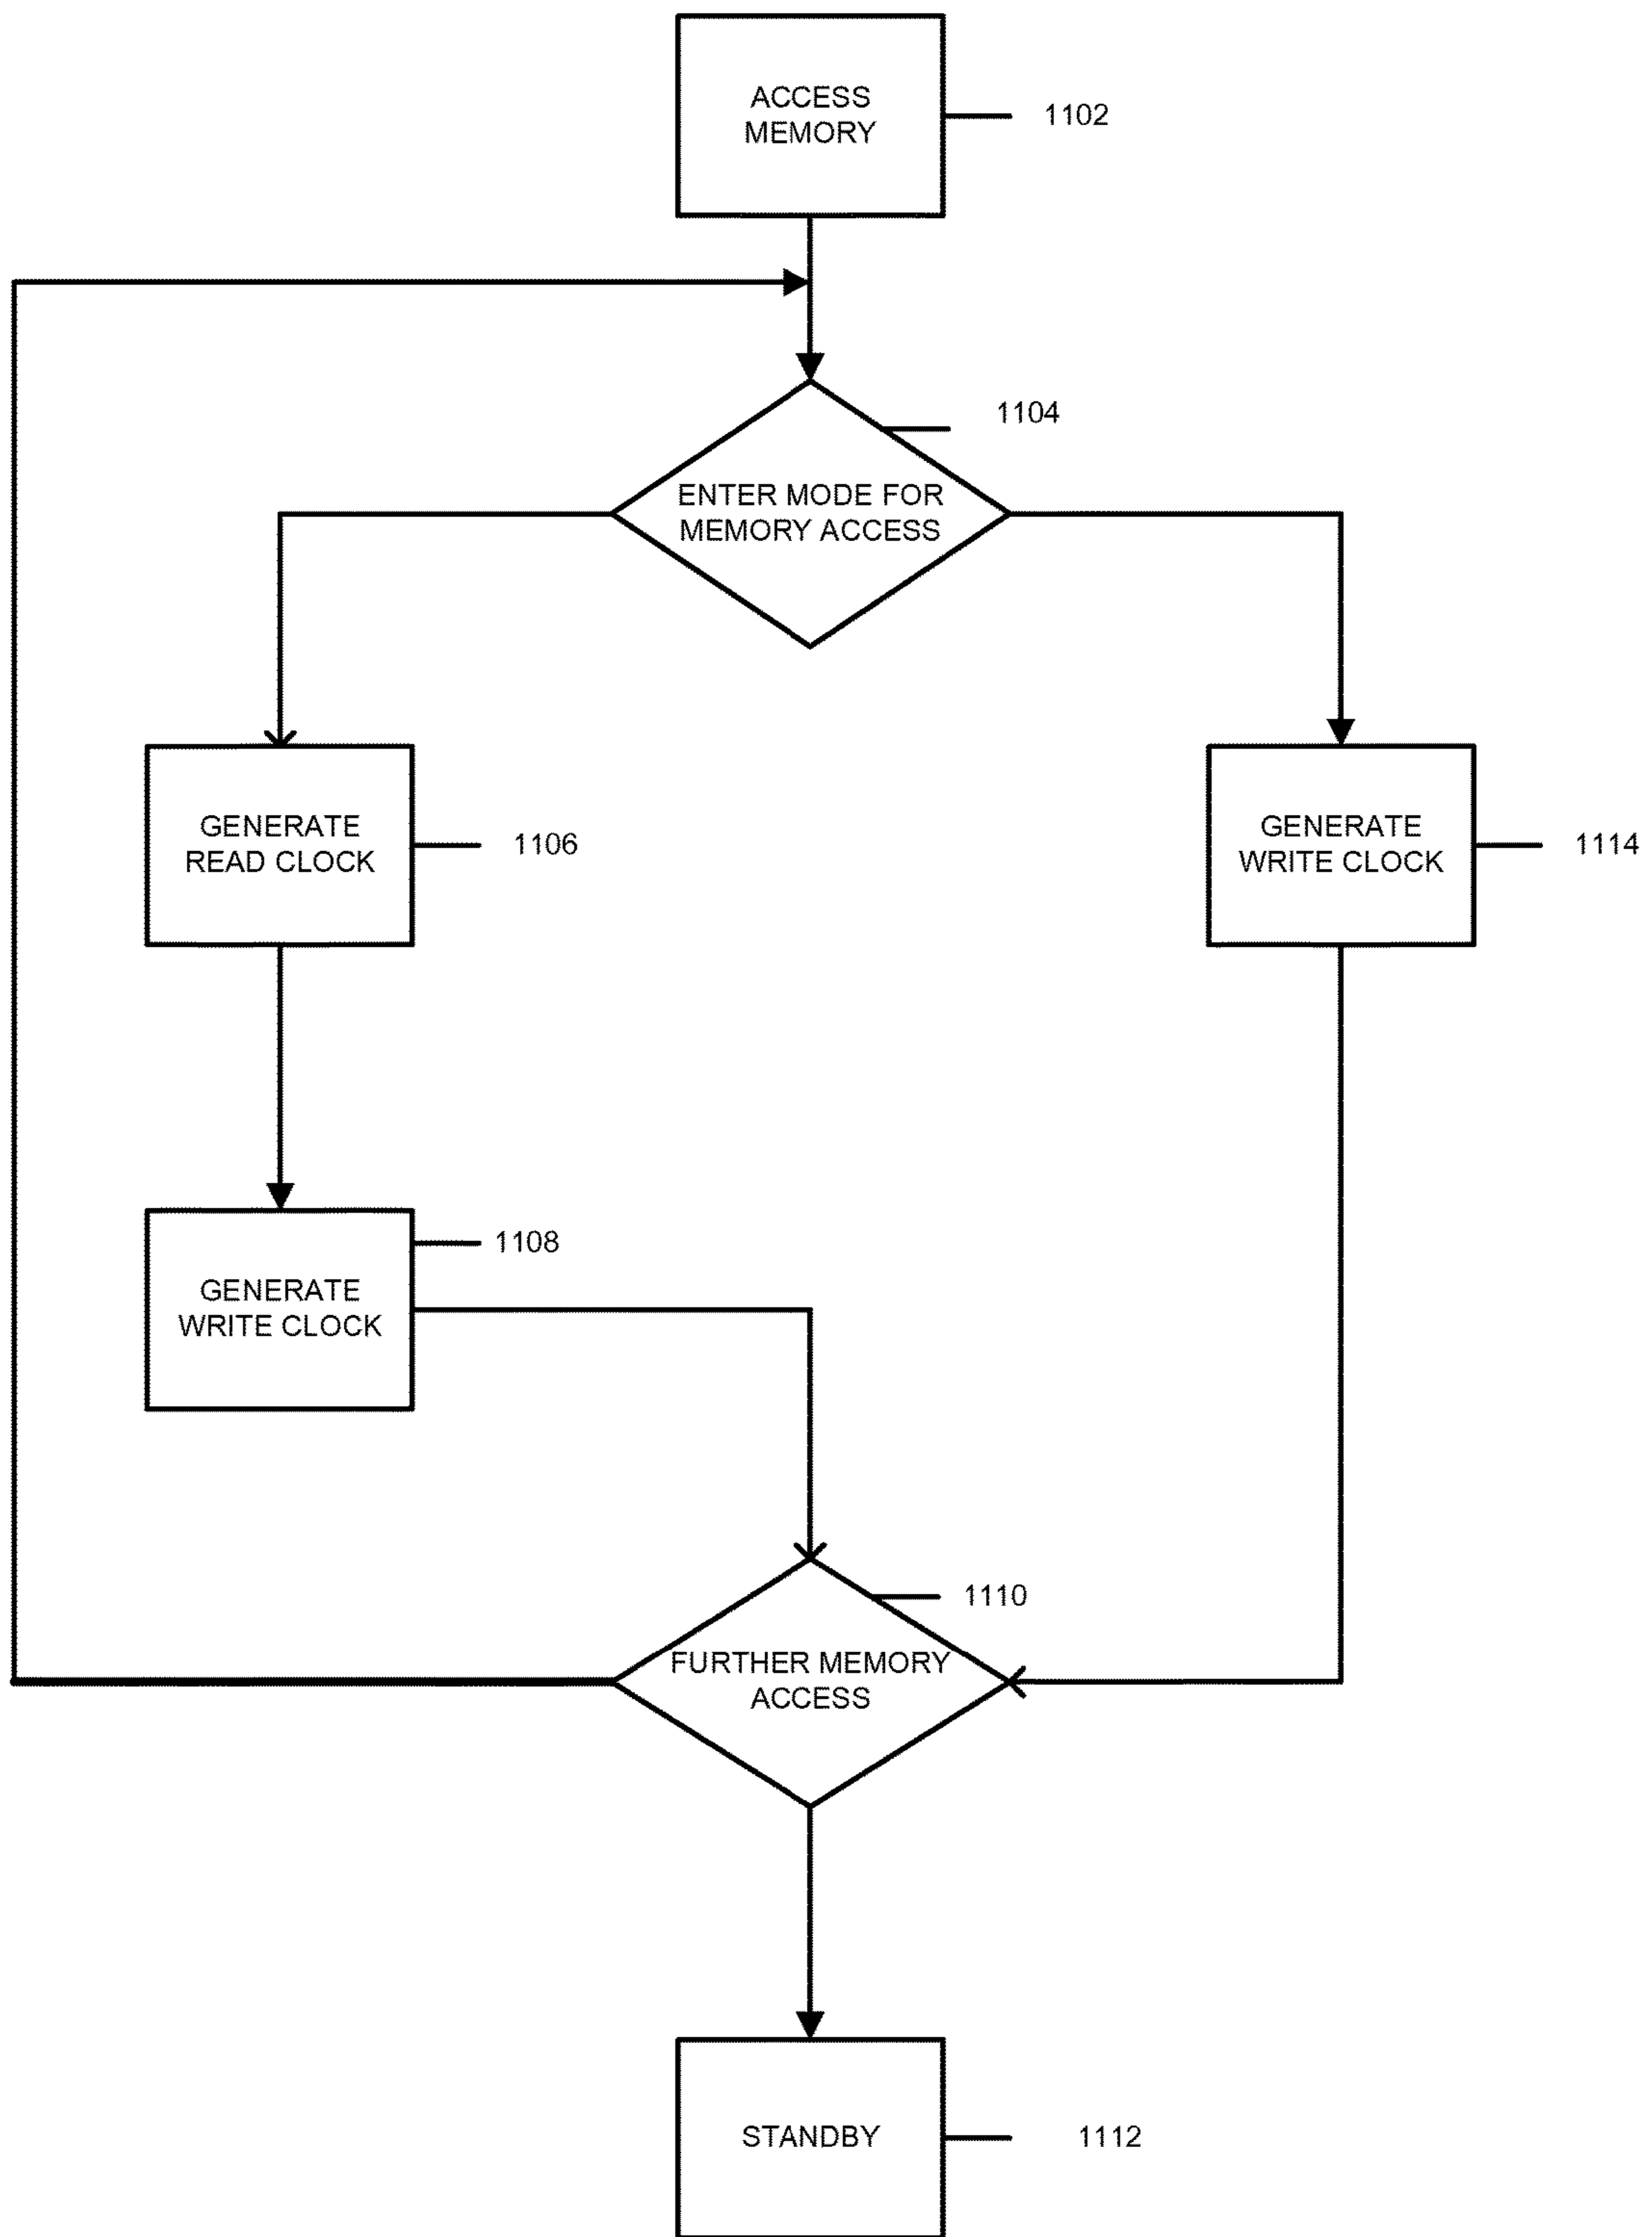 ACCESS
MEMORY
1102
1104
ENTER MODE FOR
MEMORY ACCESS
GENERATE
READ CLOCK
1106
GENERATE
WRITE CLOCK
1114
1108
GENERATE
WRITE CLOCK
1110
FURTHER MEMORY
ACCESS
STANDBY
1112